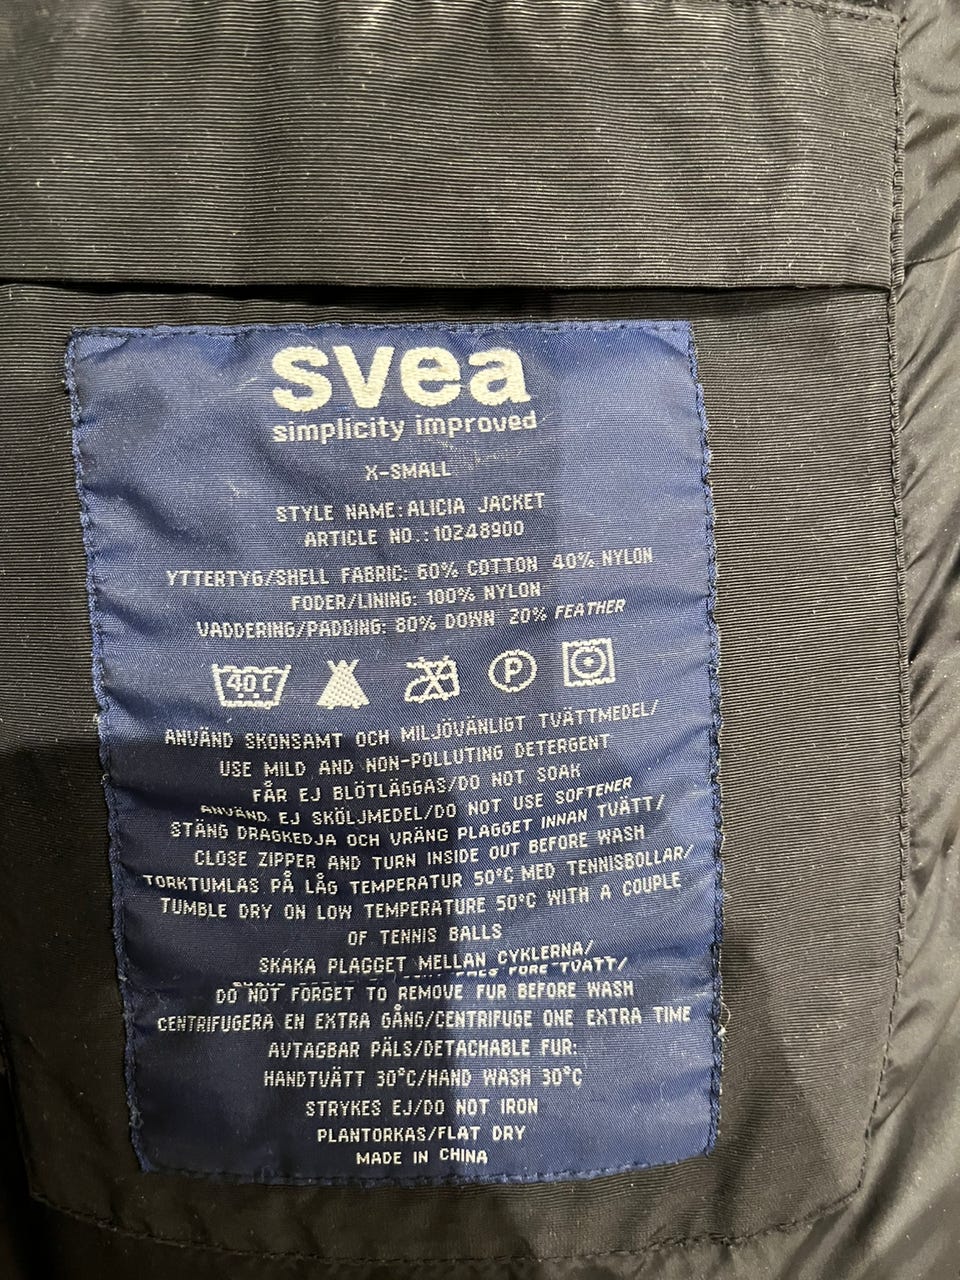 svea
simplicity improved
X-SMALL
STYLE NAME: ALICIA JACKET
ARTICLE NO.: 10248900
YTTERTYG/SHELL FABRIC: 60% COTTON 40% NYLON
FODER/LINING: 100% NYLON
VADDERING/PADDING: 80% DOWN 20% FEATHER
40°C P
ANVÄND SKONSAMT OCH MILJÖVÄNLIGT TVÄTTMEDEL/
USE MILD AND NON-POLLUTING DETERGENT
FÅR EJ BLÖTLÄGGAS/DO NOT SOAK
ANVÄND EJ SKÖLJMEDEL/DO NOT USE SOFTENER
STÄNG DRAGKEDJA OCH VRÄNG PLAGGET INNAN TVÄTT/
CLOSE ZIPPER AND TURN INSIDE OUT BEFORE WASH
TORKTUMLAS PÅ LÅG TEMPERATUR 50°C MED TENNISBOLLAR/
TUMBLE DRY ON LOW TEMPERATURE 50°C WITH A COUPLE
OF TENNIS BALLS
SKAKA PLAGGET MELLAN CYKLERNA/
FÖRE TVÄTT/
DO NOT FORGET TO REMOVE FUR BEFORE WASH
CENTRIFUGERA EN EXTRA GÅNG/CENTRIFUGE ONE EXTRA TIME
AVTAGBAR PÄLS/DETACHABLE FUR:
HANDTVÄTT 30°C/HAND WASH 30°C
STRYKES EJ/DO NOT IRON
PLANTORKAS/FLAT DRY
MADE IN CHINA